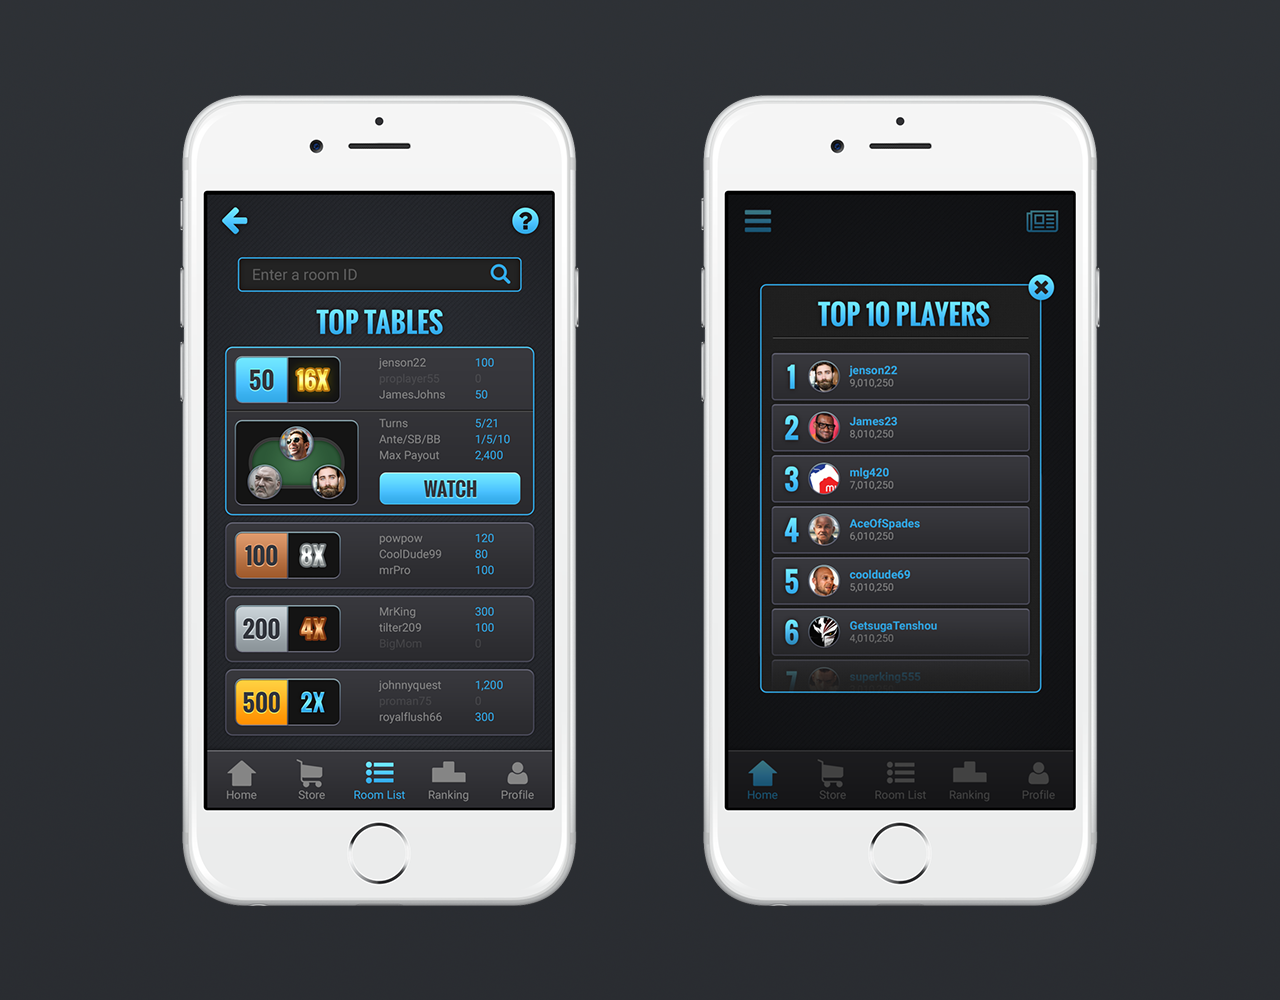 Enter a room ID
TOP TABLES
50 16X
jenson22 100
proplayer55 0
JamesJohns 50
Turns 5/21
Ante/SB/BB 1/5/10
Max Payout 2,400
WATCH
100 8X
powpow 120
CoolDude99 80
mrPro 100
200 4X
MrKing 300
tilter209 100
BigMom 0
500 2X
johnnyquest 1,200
proman75 0
royalflush66 300
Home Store Room List Ranking Profile
TOP 10 PLAYERS
1 jenson22
9,010,250
2 James23
8,010,250
3 mlg420
7,010,250
4 AceOfSpades
6,010,250
5 cooldude69
5,010,250
6 GetsugaTenshou
4,010,250
7 superking555
Home Store Room List Ranking Profile